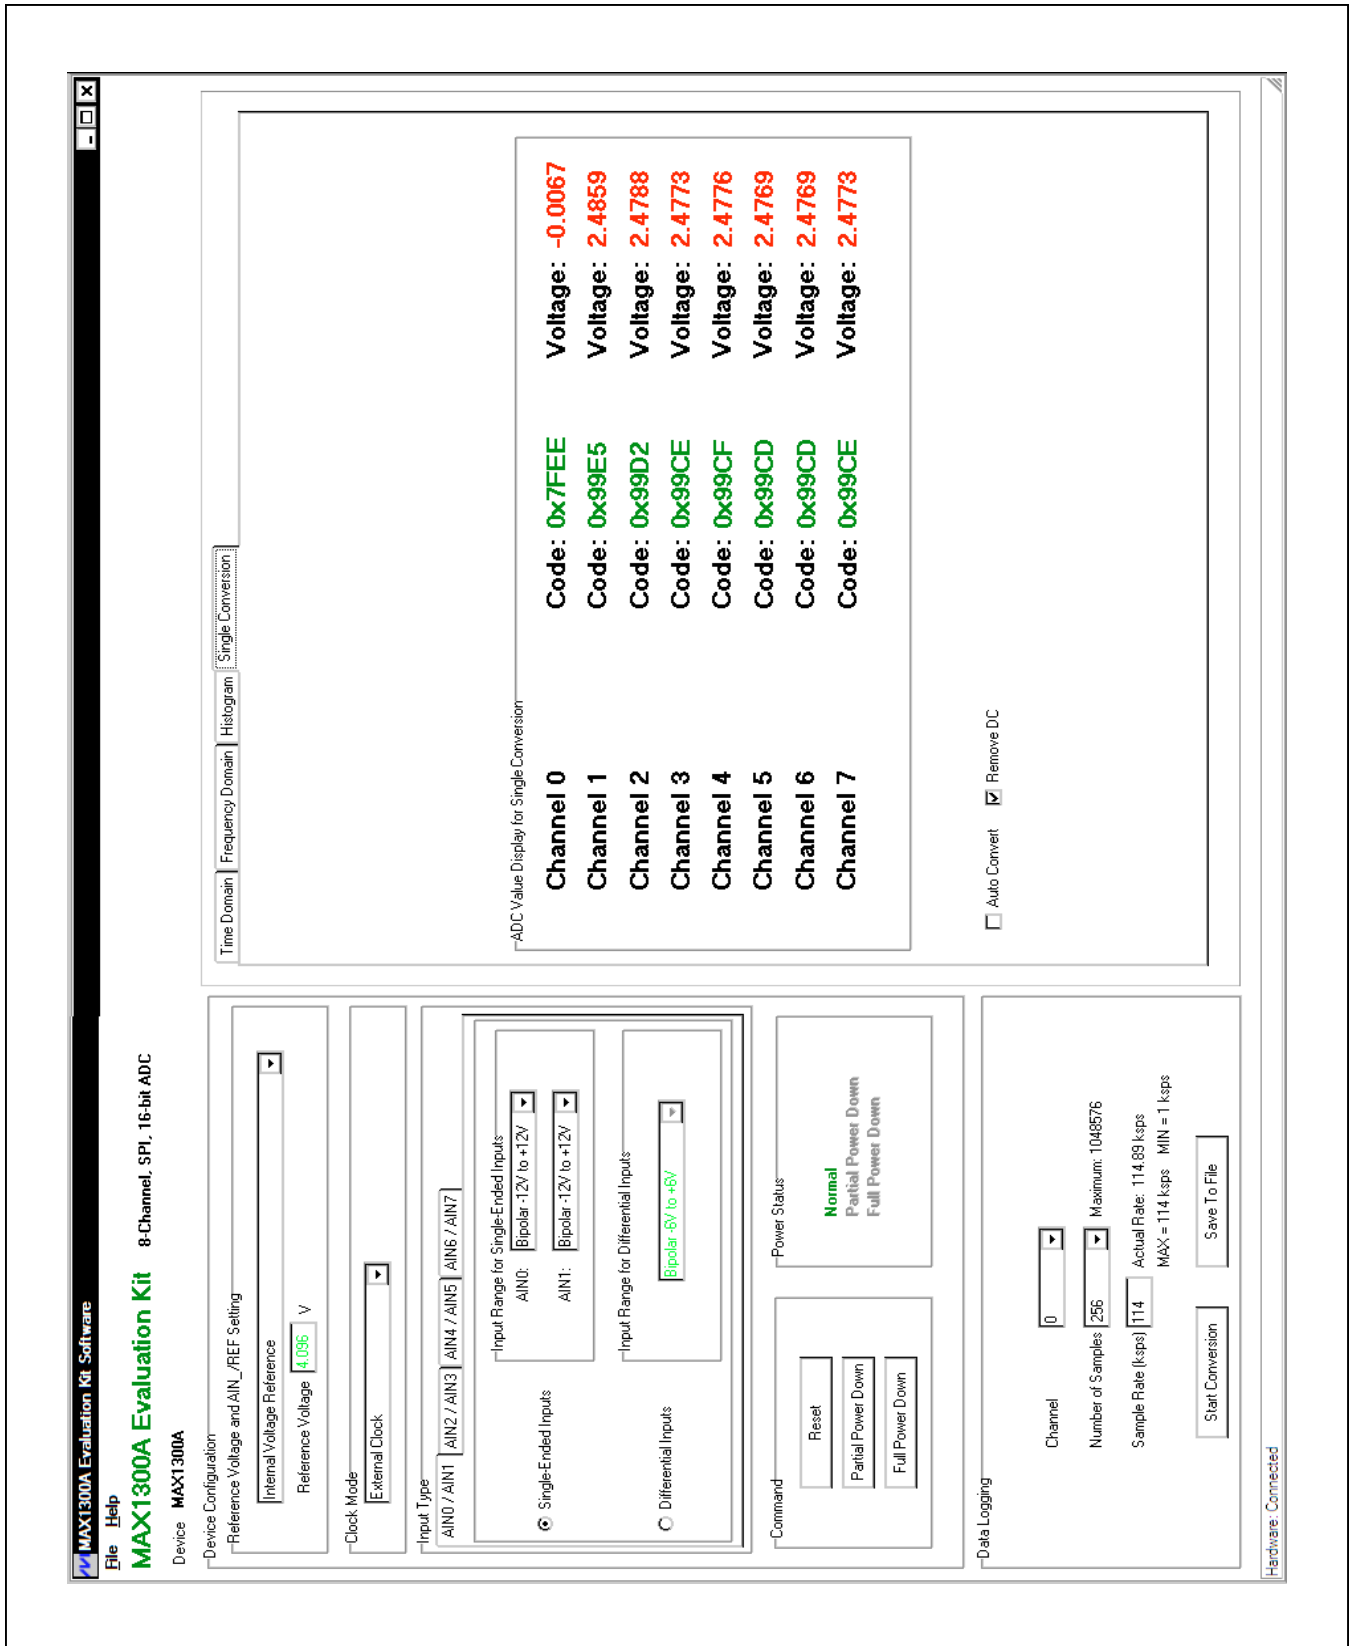 MAX1300A Evaluation Kit Software
File Help
MAX1300A Evaluation Kit 8-Channel, SPI, 16-bit ADC
Device MAX1300A
Device Configuration
Reference Voltage and AIN_/REF Setting
Internal Voltage Reference
Reference Voltage 4.096 V
Clock Mode
External Clock
Input Type
AIN0 / AIN1 AIN2 / AIN3 AIN4 / AIN5 AIN6 / AIN7
Single-Ended Inputs
Input Range for Single-Ended Inputs
AIN0: Bipolar -12V to +12V
AIN1: Bipolar -12V to +12V
Differential Inputs
Input Range for Differential Inputs
Bipolar -6V to +6V
Command
Reset
Partial Power Down
Full Power Down
Power Status
Normal
Partial Power Down
Full Power Down
Data Logging
Channel 0
Number of Samples 256 Maximum: 1048576
Sample Rate (ksps) 114 Actual Rate: 114.89 ksps
MAX = 114 ksps MIN = 1 ksps
Start Conversion Save To File
Time Domain Frequency Domain Histogram Single Conversion
ADC Value Display for Single Conversion
Channel 0 Code: 0x7FEE Voltage: -0.0067
Channel 1 Code: 0x99E5 Voltage: 2.4859
Channel 2 Code: 0x99D2 Voltage: 2.4788
Channel 3 Code: 0x99CE Voltage: 2.4773
Channel 4 Code: 0x99CF Voltage: 2.4776
Channel 5 Code: 0x99CD Voltage: 2.4769
Channel 6 Code: 0x99CD Voltage: 2.4769
Channel 7 Code: 0x99CE Voltage: 2.4773
Auto Convert Remove DC
Hardware: Connected